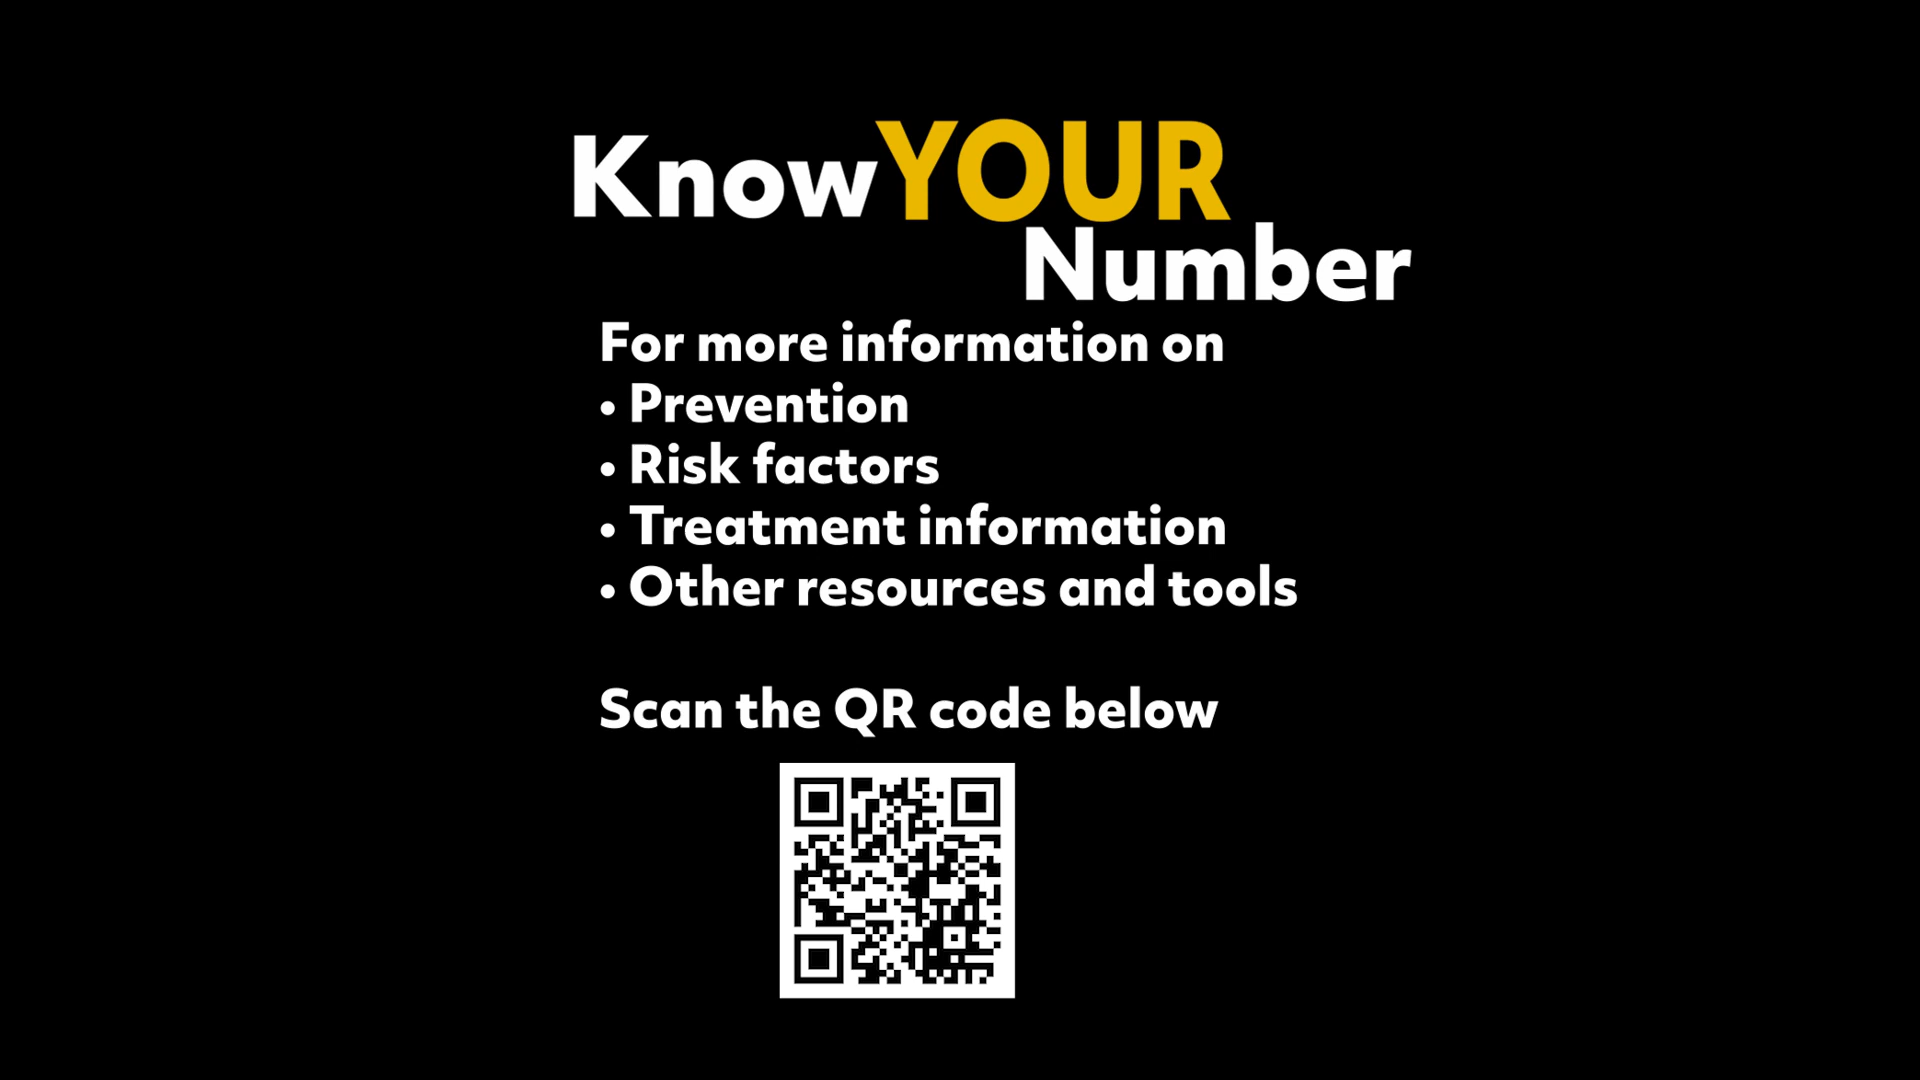 KnowYOUR
Number
For more information on
• Prevention
• Risk factors
• Treatment information
• Other resources and tools
Scan the QR code below